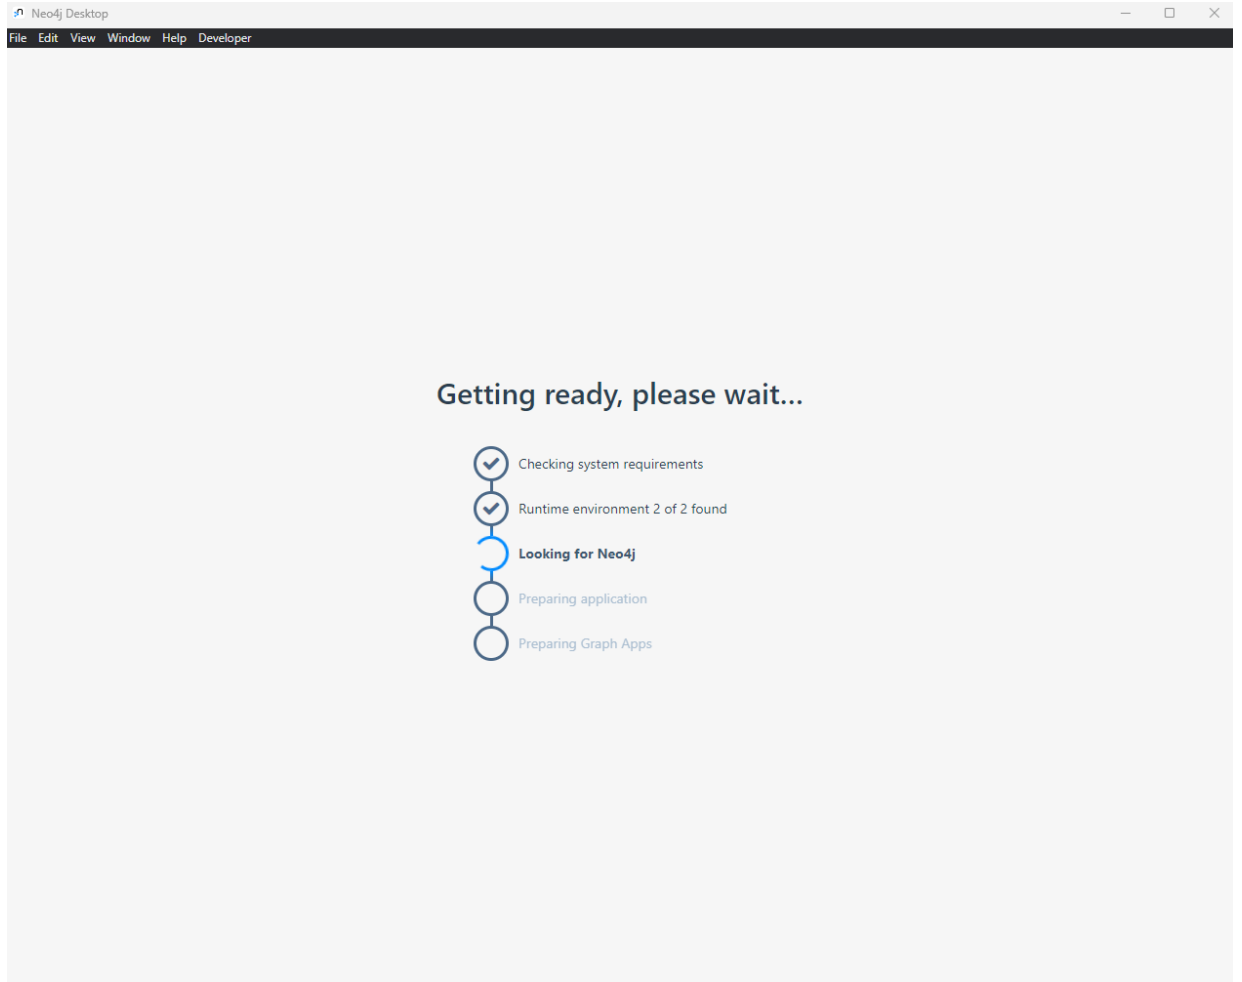 Neo4j Desktop
File Edit View Window Help Developer
Getting ready, please wait...
Checking system requirements
Runtime environment 2 of 2 found
Looking for Neo4j
Preparing application
Preparing Graph Apps